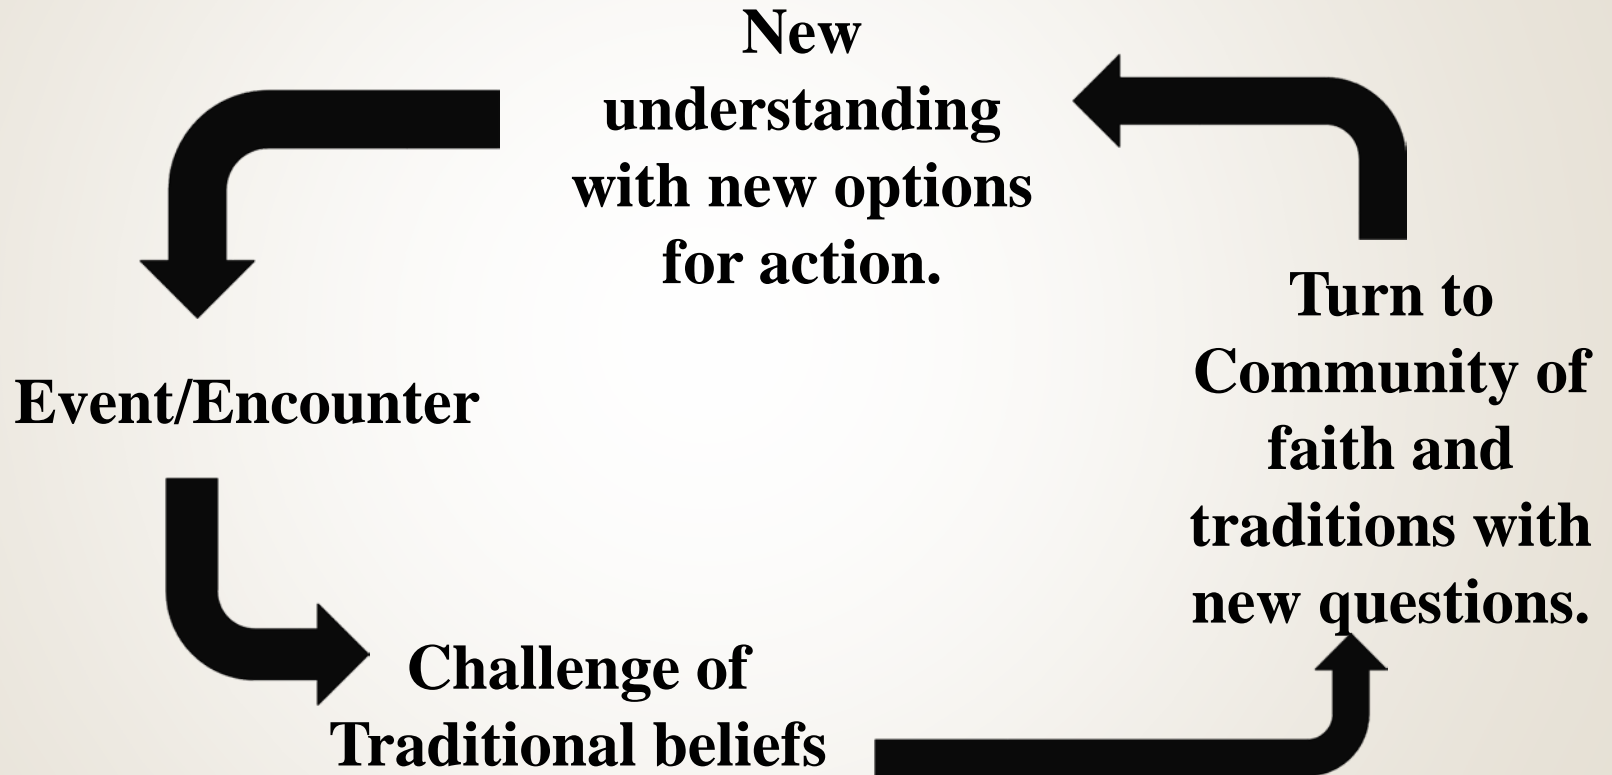 New
understanding
with new options
for action.
Turn to
Community of
faith and
traditions with
new questions.
Event/Encounter
Challenge of
Traditional beliefs